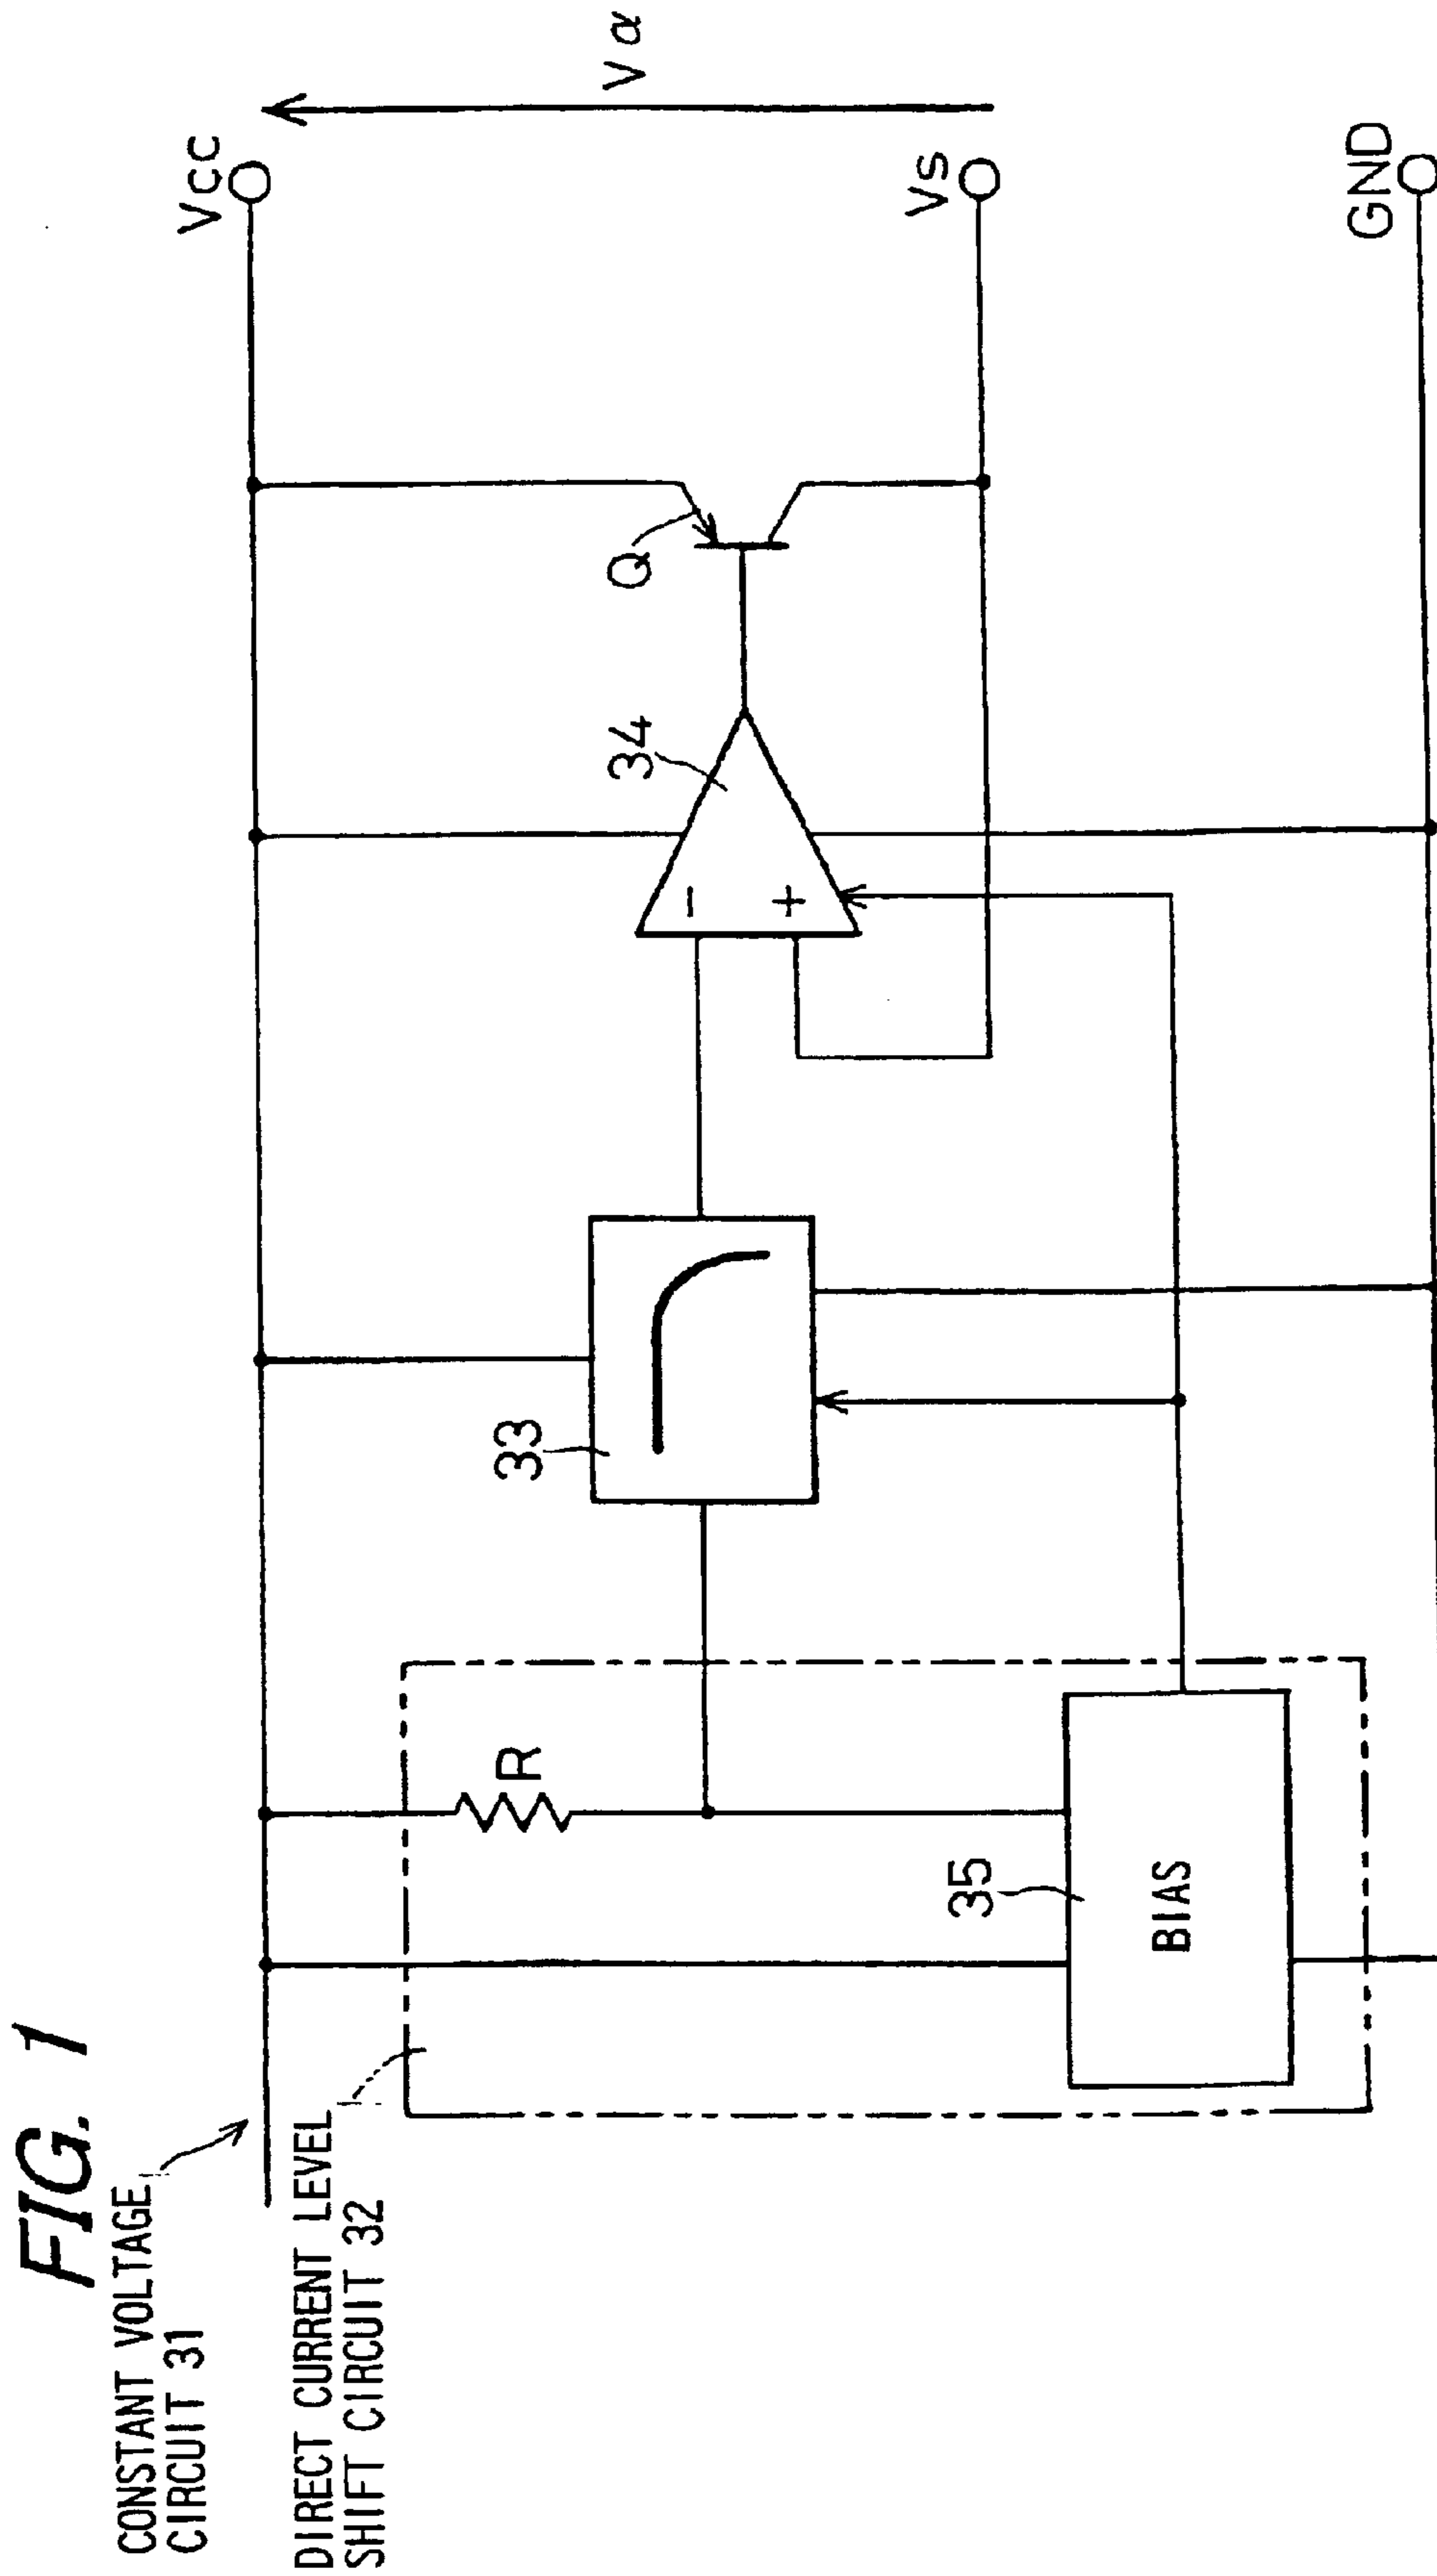 FIG. 1
CONSTANT VOLTAGE
CIRCUIT 31
DIRECT CURRENT LEVEL
SHIFT CIRCUIT 32
R
35
BIAS
33
34
−
+
Q
Vcc
Vs
GND
Vα